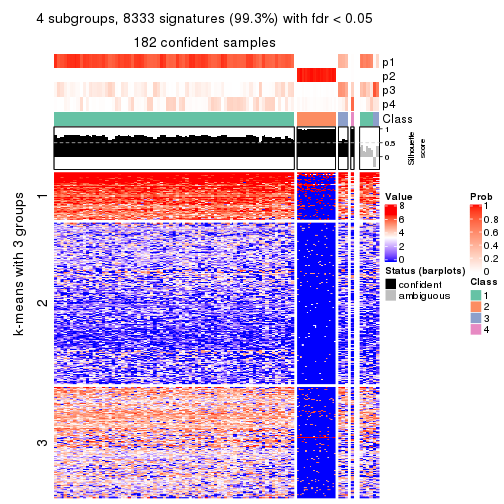 4 subgroups, 8333 signatures (99.3%) with fdr < 0.05
182 confident samples
p1
p2
p3
p4
Class
1
0.5
0
Silhouette
score
k-means with 3 groups
1
2
3
Value
8
6
4
2
0
Status (barplots)
confident
ambiguous
Prob
1
0.8
0.6
0.4
0.2
0
Class
1
2
3
4